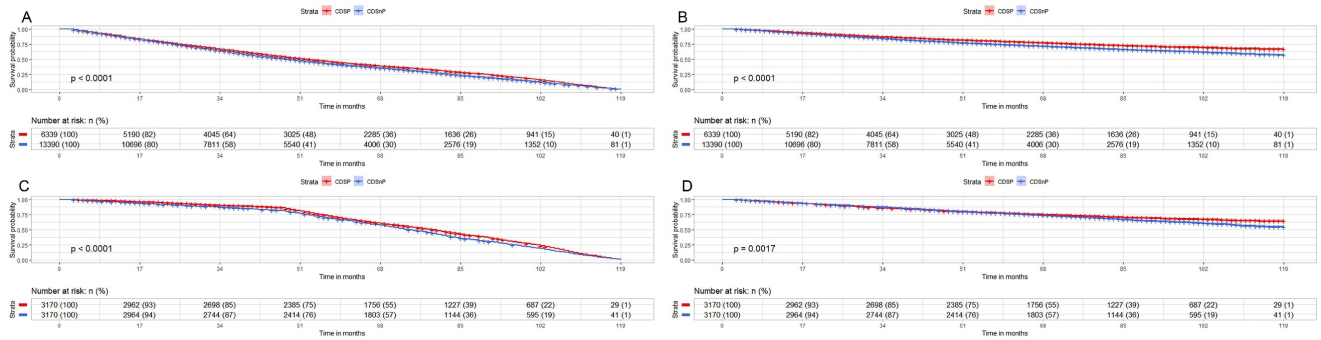 A
Strata CDSP CDSnP
Survival probability
1.00
0.75
0.50
0.25
0.00
p < 0.0001
0 17 34 51 68 85 102 119
Time in months
Number at risk: n (%)
Strata
6339 (100) 5190 (82) 4045 (64) 3025 (48) 2285 (36) 1636 (26) 941 (15) 40 (1)
13390 (100) 10696 (80) 7811 (58) 5540 (41) 4006 (30) 2576 (19) 1352 (10) 81 (1)
0 17 34 51 68 85 102 119
Time in months
B
Strata CDSP CDSnP
Survival probability
1.00
0.75
0.50
0.25
0.00
p < 0.0001
0 17 34 51 68 85 102 119
Time in months
Number at risk: n (%)
Strata
6339 (100) 5190 (82) 4045 (64) 3025 (48) 2285 (36) 1636 (26) 941 (15) 40 (1)
13390 (100) 10696 (80) 7811 (58) 5540 (41) 4006 (30) 2576 (19) 1352 (10) 81 (1)
0 17 34 51 68 85 102 119
Time in months
C
Strata CDSP CDSnP
Survival probability
1.00
0.75
0.50
0.25
0.00
p < 0.0001
0 17 34 51 68 85 102 119
Time in months
Number at risk: n (%)
Strata
3170 (100) 2962 (93) 2698 (85) 2385 (75) 1756 (55) 1227 (39) 687 (22) 29 (1)
3170 (100) 2964 (94) 2744 (87) 2414 (76) 1803 (57) 1144 (36) 595 (19) 41 (1)
0 17 34 51 68 85 102 119
Time in months
D
Strata CDSP CDSnP
Survival probability
1.00
0.75
0.50
0.25
0.00
p = 0.0017
0 17 34 51 68 85 102 119
Time in months
Number at risk: n (%)
Strata
3170 (100) 2962 (93) 2698 (85) 2385 (75) 1756 (55) 1227 (39) 687 (22) 29 (1)
3170 (100) 2964 (94) 2744 (87) 2414 (76) 1803 (57) 1144 (36) 595 (19) 41 (1)
0 17 34 51 68 85 102 119
Time in months